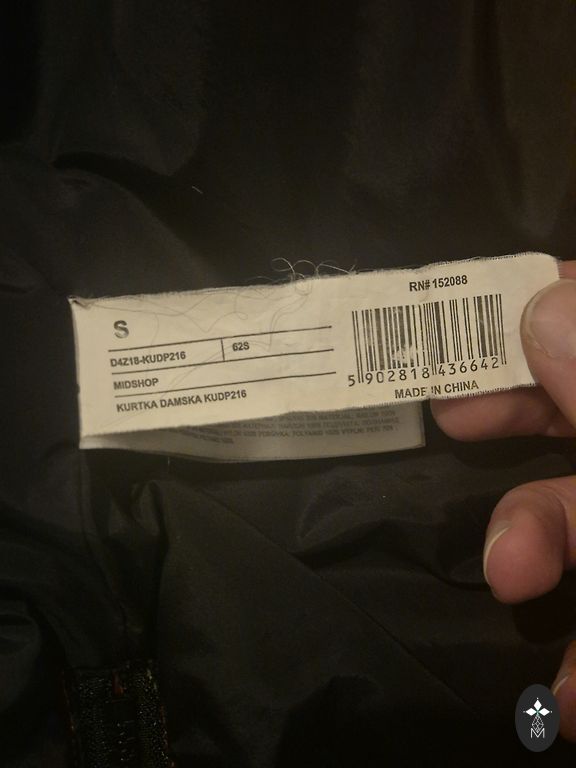 RN# 152088
S
D4Z18-KUDP216 62S
MIDSHOP
KURTKA DAMSKA KUDP216
5 902818 436642
MADE IN CHINA